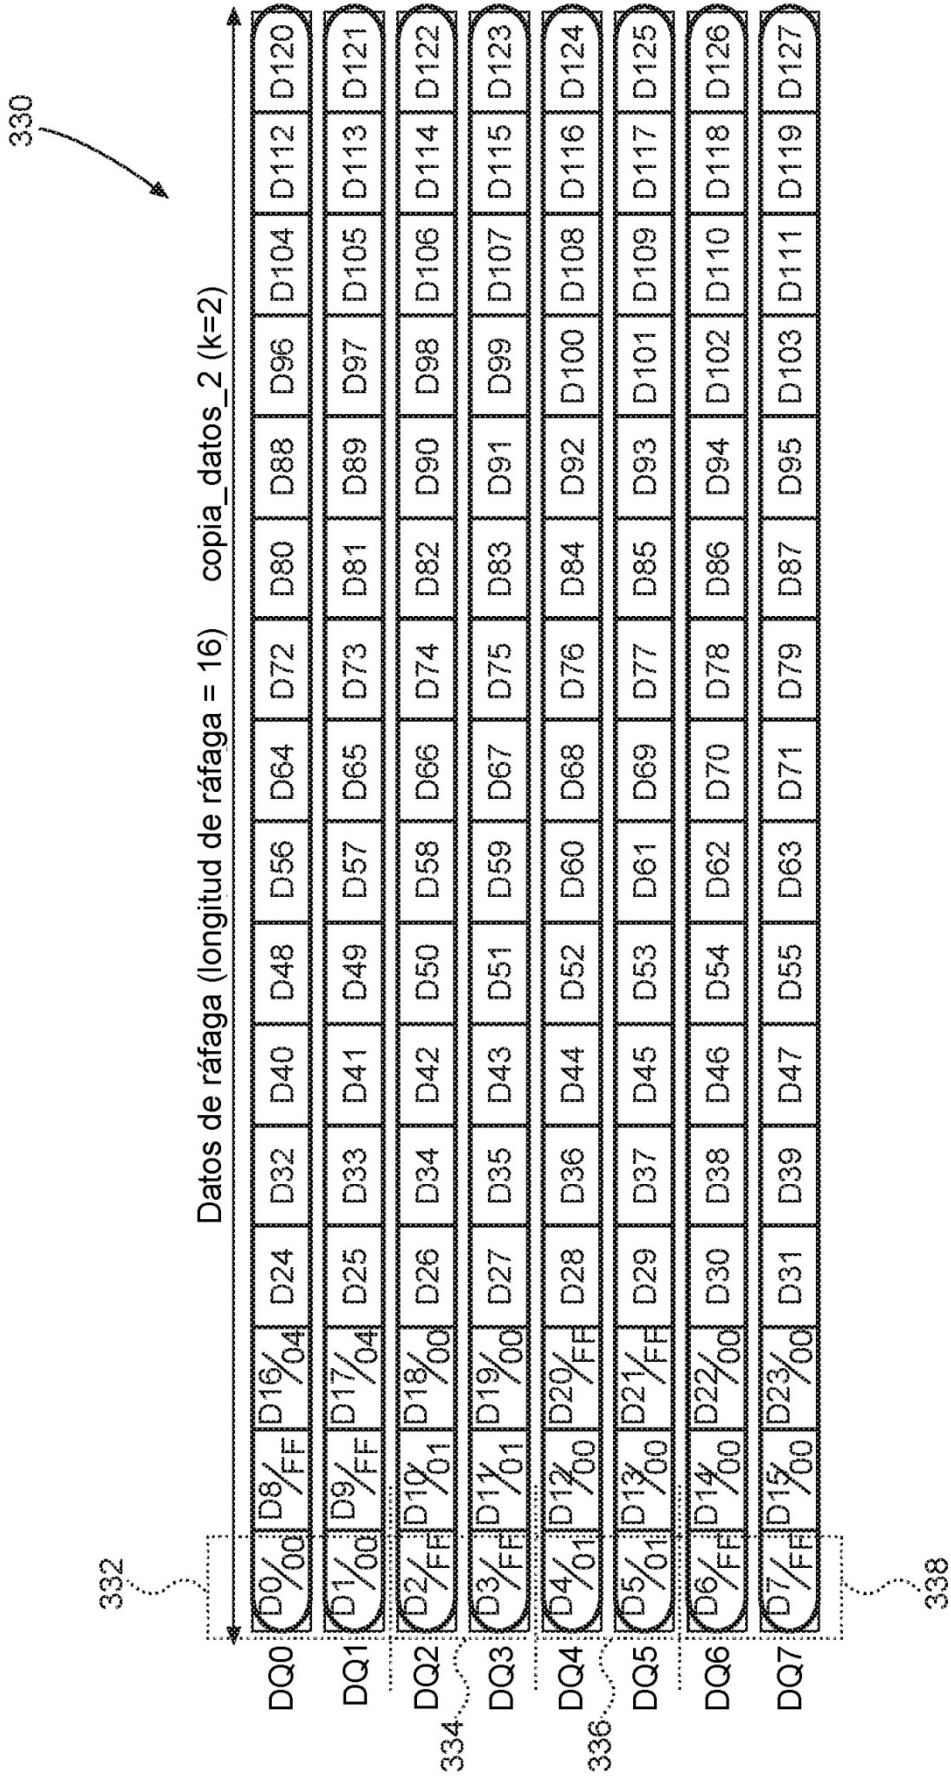 330
Datos de ráfaga (longitud de ráfaga = 16) copia_datos_2 (k=2)
332
DQ0 D0/00 D8/FF D16/04 D24 D32 D40 D48 D56 D64 D72 D80 D88 D96 D104 D112 D120
DQ1 D1/00 D9/FF D17/04 D25 D33 D41 D49 D57 D65 D73 D81 D89 D97 D105 D113 D121
DQ2 D2/FF D10/01 D18/00 D26 D34 D42 D50 D58 D66 D74 D82 D90 D98 D106 D114 D122
334
DQ3 D3/FF D11/01 D19/00 D27 D35 D43 D51 D59 D67 D75 D83 D91 D99 D107 D115 D123
DQ4 D4/01 D12/00 D20/FF D28 D36 D44 D52 D60 D68 D76 D84 D92 D100 D108 D116 D124
336
DQ5 D5/01 D13/00 D21/FF D29 D37 D45 D53 D61 D69 D77 D85 D93 D101 D109 D117 D125
DQ6 D6/FF D14/00 D22/00 D30 D38 D46 D54 D62 D70 D78 D86 D94 D102 D110 D118 D126
DQ7 D7/FF D15/00 D23/00 D31 D39 D47 D55 D63 D71 D79 D87 D95 D103 D111 D119 D127
338